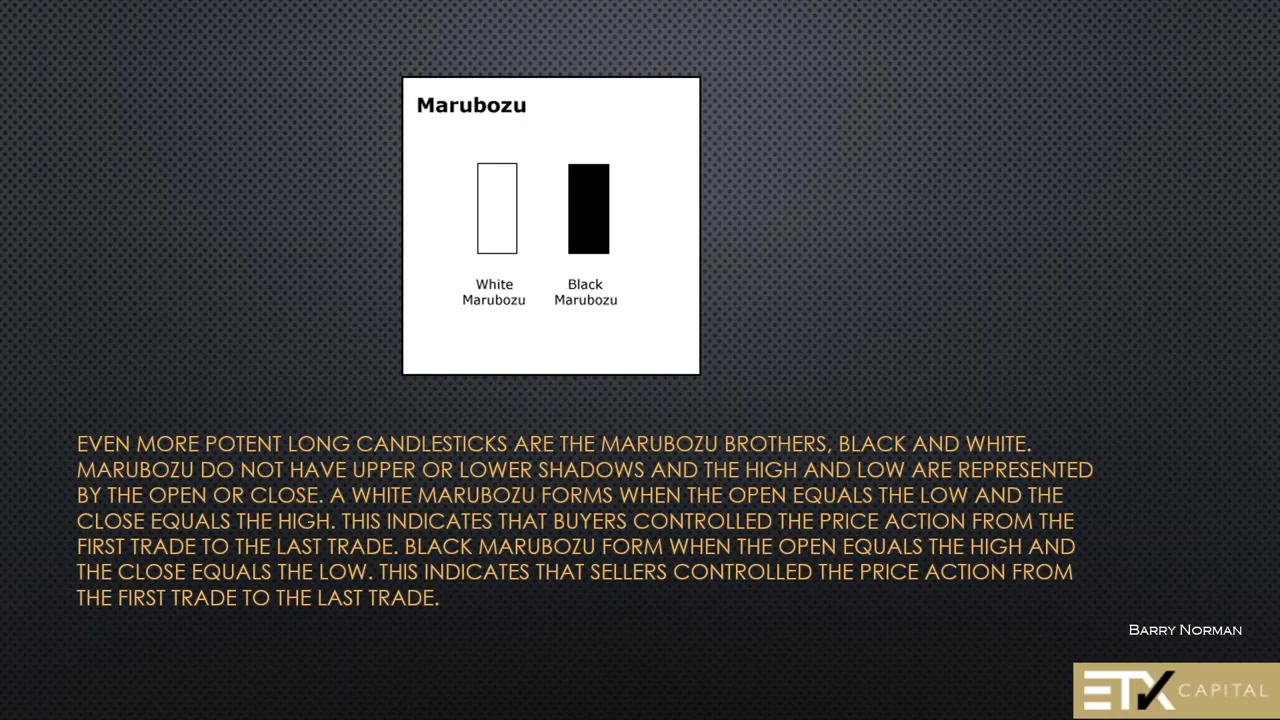 Marubozu
White Black
Marubozu Marubozu
EVEN MORE POTENT LONG CANDLESTICKS ARE THE MARUBOZU BROTHERS, BLACK AND WHITE.
MARUBOZU DO NOT HAVE UPPER OR LOWER SHADOWS AND THE HIGH AND LOW ARE REPRESENTED
BY THE OPEN OR CLOSE. A WHITE MARUBOZU FORMS WHEN THE OPEN EQUALS THE LOW AND THE
CLOSE EQUALS THE HIGH. THIS INDICATES THAT BUYERS CONTROLLED THE PRICE ACTION FROM THE
FIRST TRADE TO THE LAST TRADE. BLACK MARUBOZU FORM WHEN THE OPEN EQUALS THE HIGH AND
THE CLOSE EQUALS THE LOW. THIS INDICATES THAT SELLERS CONTROLLED THE PRICE ACTION FROM
THE FIRST TRADE TO THE LAST TRADE.
BARRY NORMAN
ETX CAPITAL